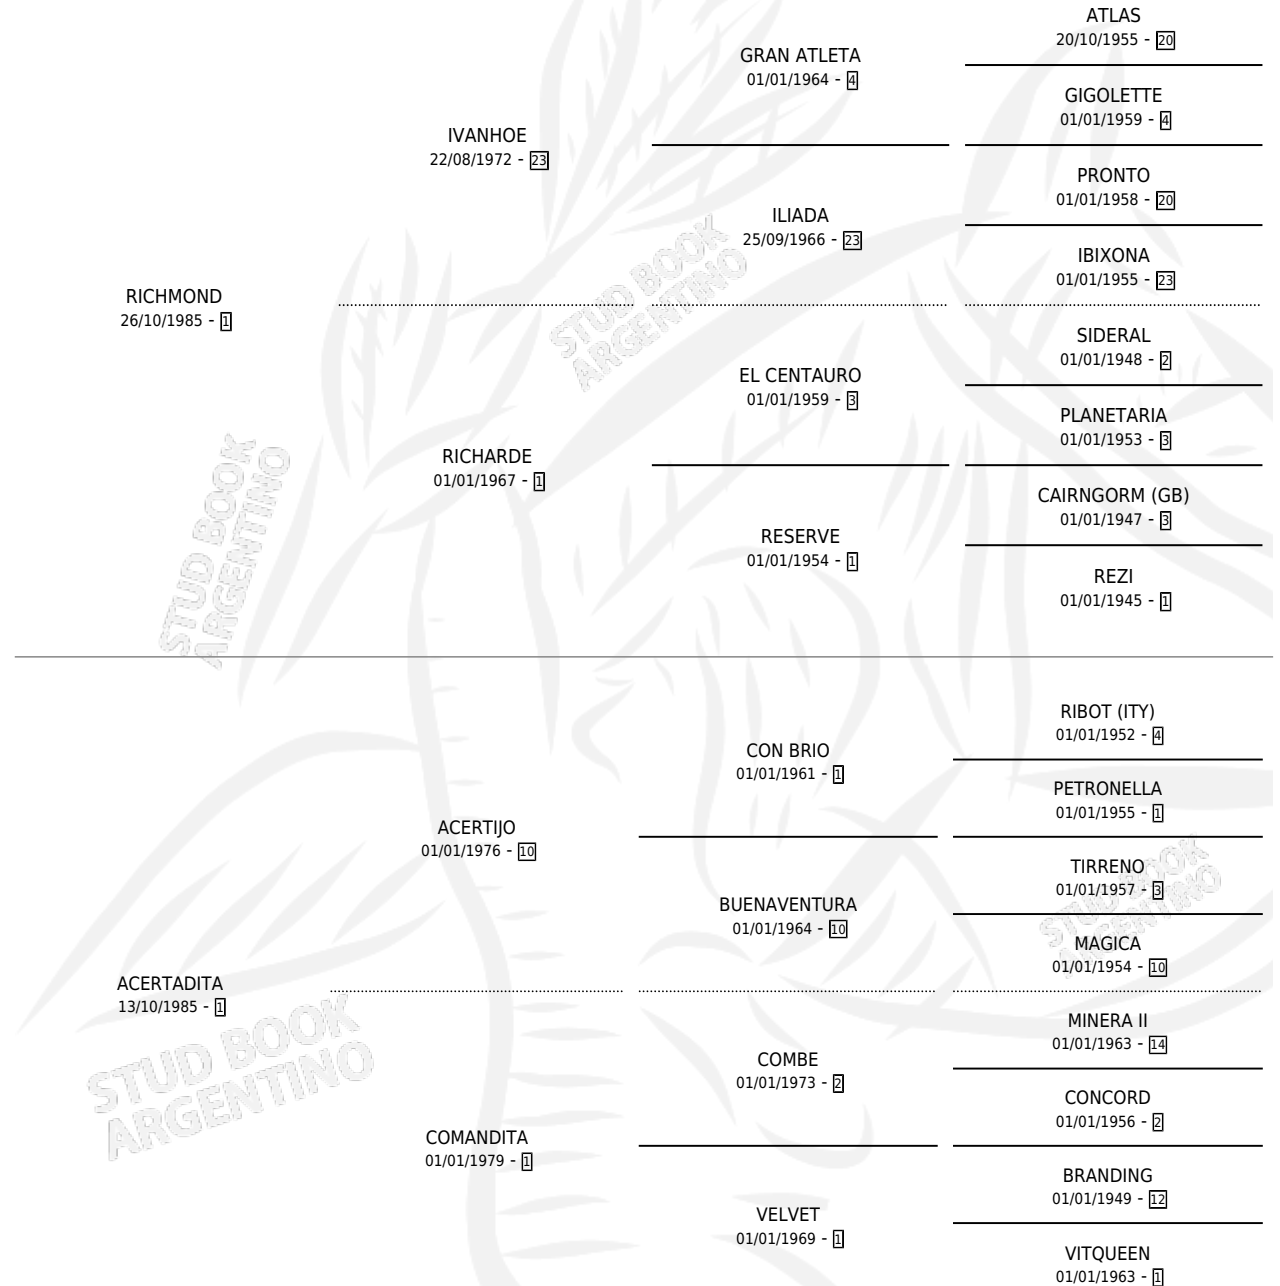 ATLAS
20/10/1955 - 20
GRAN ATLETA
01/01/1964 - 4
GIGOLETTE
01/01/1959 - 4
IVANHOE
22/08/1972 - 23
PRONTO
01/01/1958 - 20
ILIADA
25/09/1966 - 23
IBIXONA
01/01/1955 - 23
RICHMOND
26/10/1985 - 1
SIDERAL
01/01/1948 - 2
EL CENTAURO
01/01/1959 - 3
PLANETARIA
01/01/1953 - 3
RICHARDE
01/01/1967 - 1
CAIRNGORM (GB)
01/01/1947 - 3
RESERVE
01/01/1954 - 1
REZI
01/01/1945 - 1
STUD BOOK
ARGENTINO
STUD BOOK
ARGENTINO
RIBOT (ITY)
01/01/1952 - 4
CON BRIO
01/01/1961 - 1
PETRONELLA
01/01/1955 - 1
ACERTIJO
01/01/1976 - 10
TIRRENO
01/01/1957 - 3
BUENAVENTURA
01/01/1964 - 10
MAGICA
01/01/1954 - 10
STUD BOOK
ARGENTINO
ACERTADITA
13/10/1985 - 1
MINERA II
01/01/1963 - 14
COMBE
01/01/1973 - 2
CONCORD
01/01/1956 - 2
COMANDITA
01/01/1979 - 1
BRANDING
01/01/1949 - 12
VELVET
01/01/1969 - 1
VITQUEEN
01/01/1963 - 1
STUD BOOK
ARGENTINO